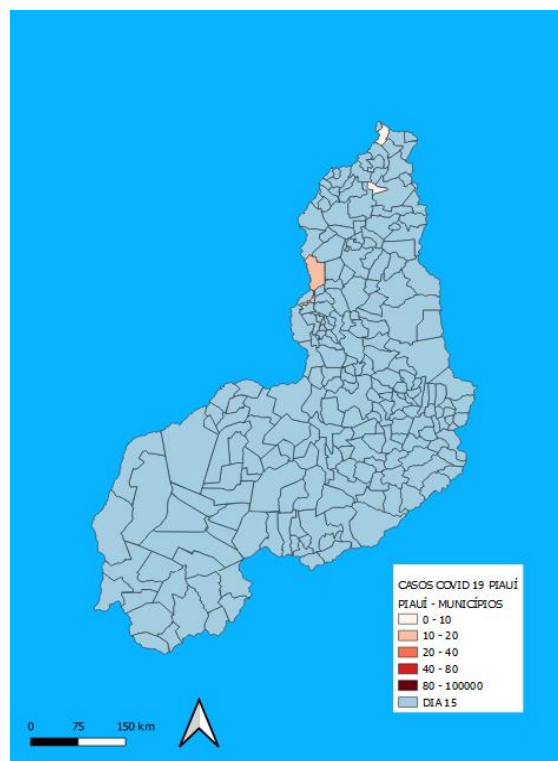 CASOS COVID 19 PIAUÍ
PIAUÍ - MUNICÍPIOS
0 - 10
10 - 20
20 - 40
40 - 80
80 - 100000
DIA 15
0 75 150 km